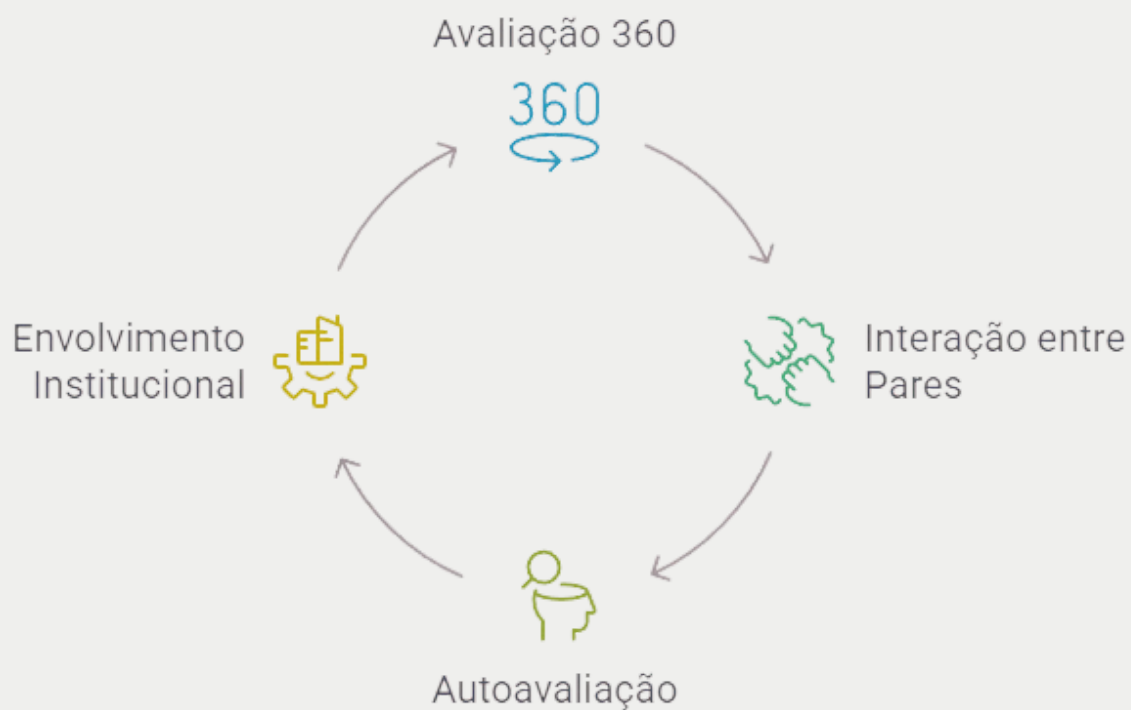 Avaliação 360
360
Envolvimento
Institucional
Interação entre
Pares
Autoavaliação